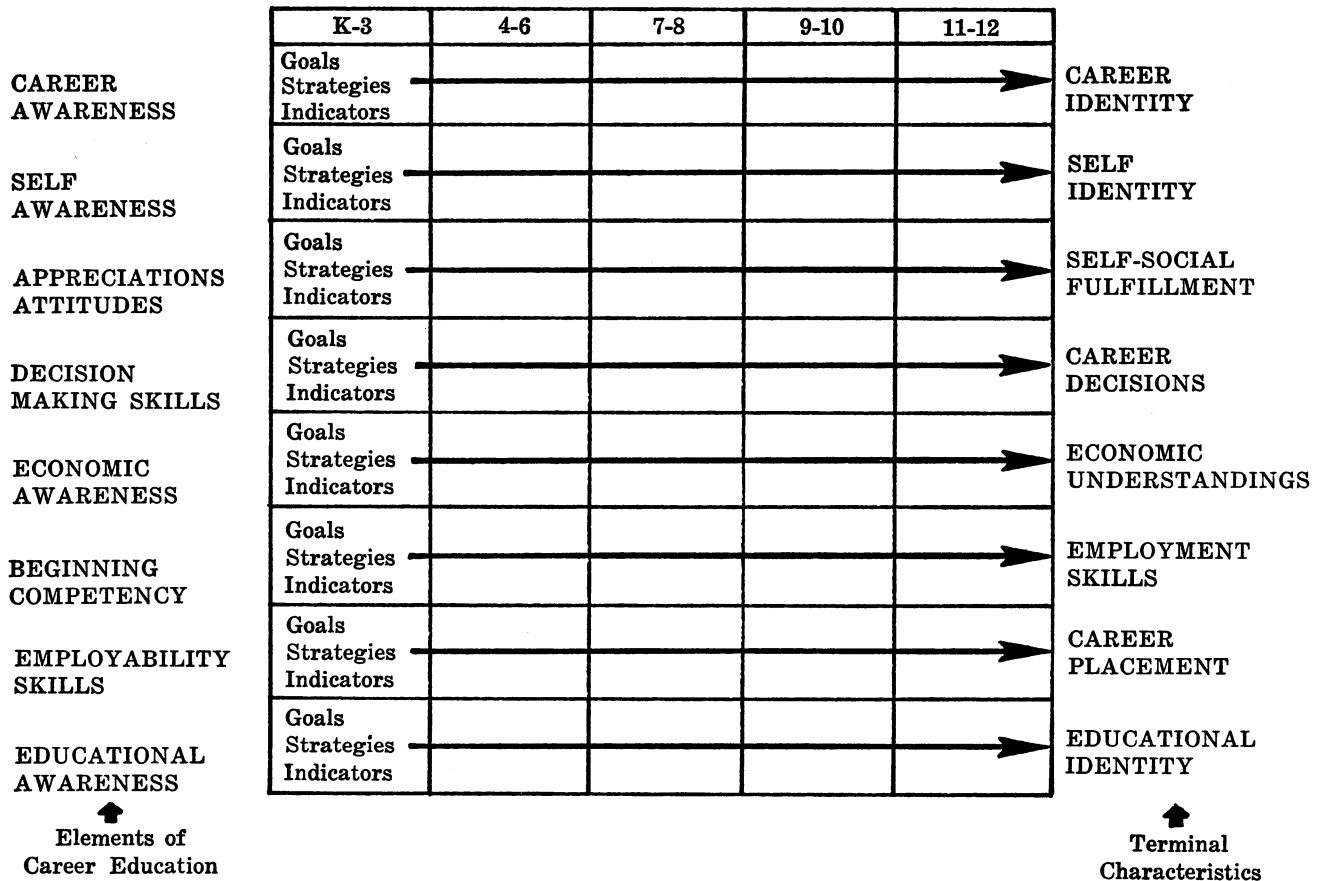 K-3 4-6 7-8 9-10 11-12
CAREER
AWARENESS
Goals
Strategies
Indicators
CAREER
IDENTITY
SELF
AWARENESS
Goals
Strategies
Indicators
SELF
IDENTITY
APPRECIATIONS
ATTITUDES
Goals
Strategies
Indicators
SELF-SOCIAL
FULFILLMENT
DECISION
MAKING SKILLS
Goals
Strategies
Indicators
CAREER
DECISIONS
ECONOMIC
AWARENESS
Goals
Strategies
Indicators
ECONOMIC
UNDERSTANDINGS
BEGINNING
COMPETENCY
Goals
Strategies
Indicators
EMPLOYMENT
SKILLS
EMPLOYABILITY
SKILLS
Goals
Strategies
Indicators
CAREER
PLACEMENT
EDUCATIONAL
AWARENESS
Goals
Strategies
Indicators
EDUCATIONAL
IDENTITY
Elements of
Career Education
Terminal
Characteristics